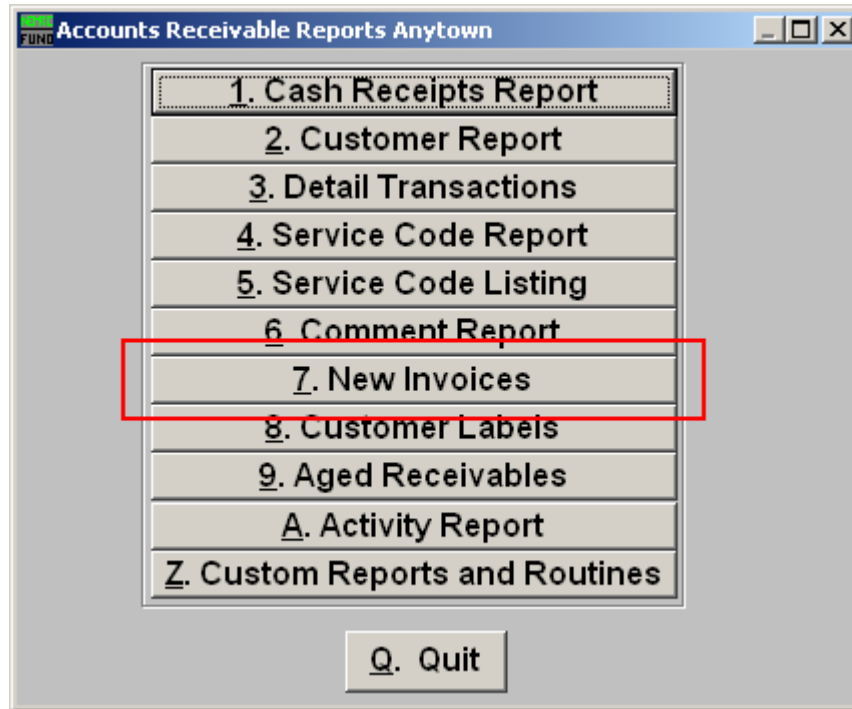 NEMRC
FUND Accounts Receivable Reports Anytown
1. Cash Receipts Report
2. Customer Report
3. Detail Transactions
4. Service Code Report
5. Service Code Listing
6. Comment Report
7. New Invoices
8. Customer Labels
9. Aged Receivables
A. Activity Report
Z. Custom Reports and Routines
Q. Quit